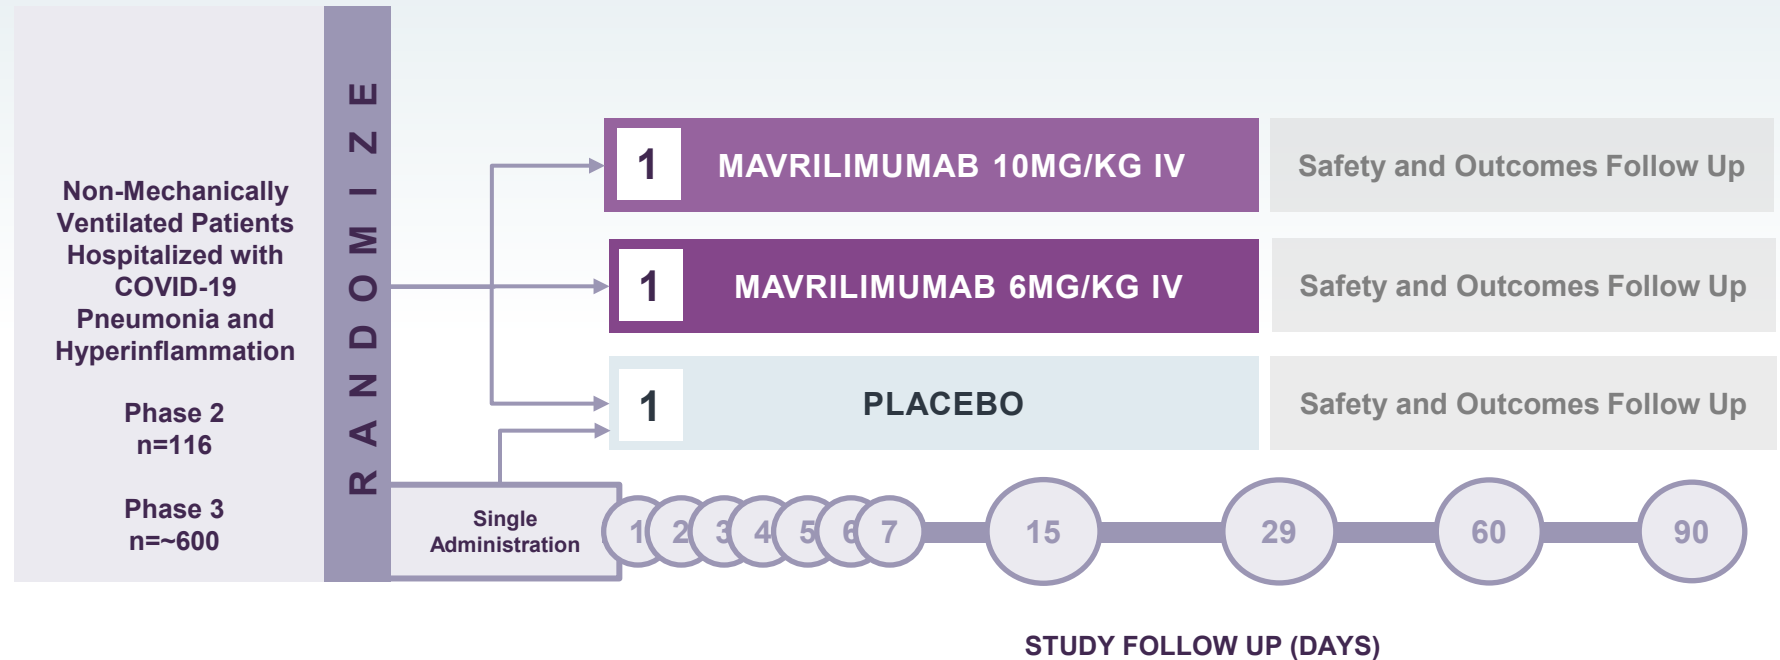 Non-Mechanically
Ventilated Patients
Hospitalized with
COVID-19
Pneumonia and
Hyperinflammation
Phase 2
n=116
Phase 3
n=~600
RANDOMIZE
1 MAVRILIMUMAB 10MG/KG IV Safety and Outcomes Follow Up
1 MAVRILIMUMAB 6MG/KG IV Safety and Outcomes Follow Up
1 PLACEBO Safety and Outcomes Follow Up
Single
Administration
1 2 3 4 5 6 7 15 29 60 90
STUDY FOLLOW UP (DAYS)